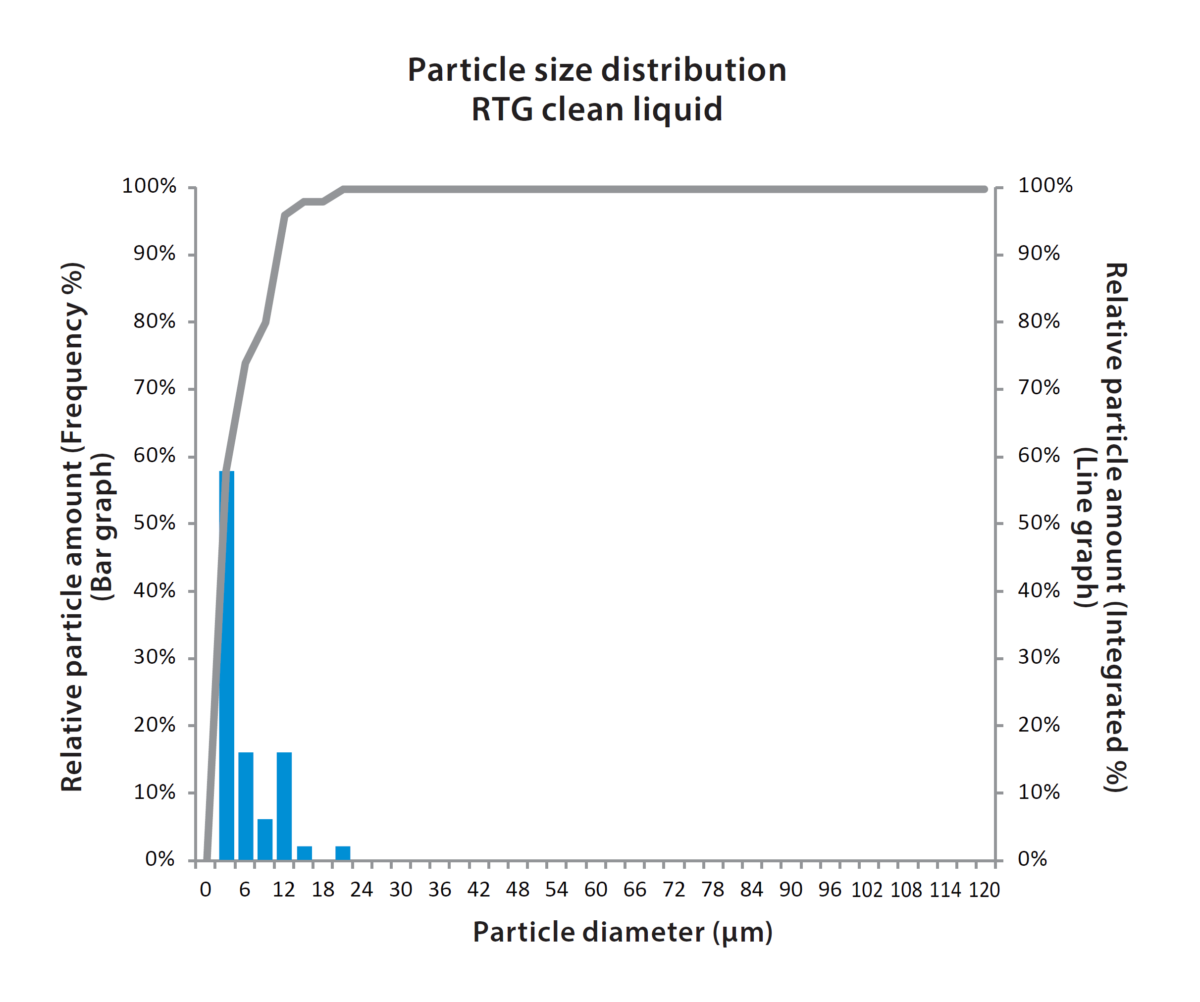 Particle size distribution
RTG clean liquid
100%
90%
80%
70%
60%
50%
40%
30%
20%
10%
0%
Relative particle amount (Frequency %)
(Bar graph)
100%
90%
80%
70%
60%
50%
40%
30%
20%
10%
0%
Relative particle amount (Integrated %)
(Line graph)
0 6 12 18 24 30 36 42 48 54 60 66 72 78 84 90 96 102 108 114 120
Particle diameter (µm)